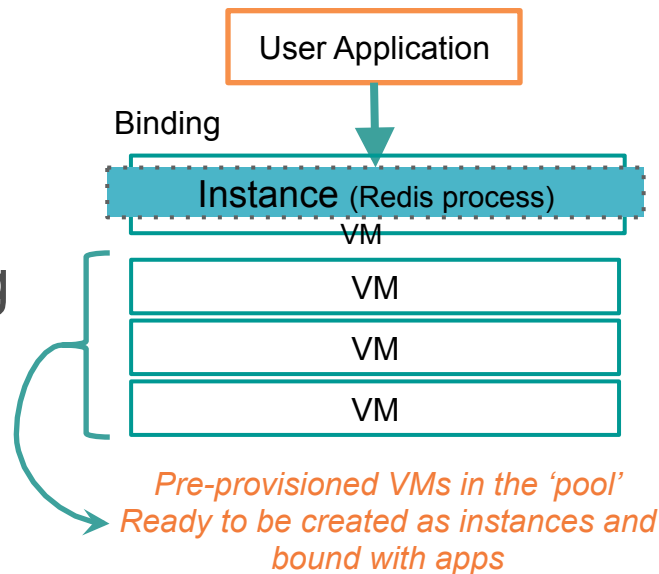 User Application
Binding
Instance (Redis process)
VM
g
VM
VM
VM
Pre-provisioned VMs in the ‘pool’
Ready to be created as instances and
bound with apps